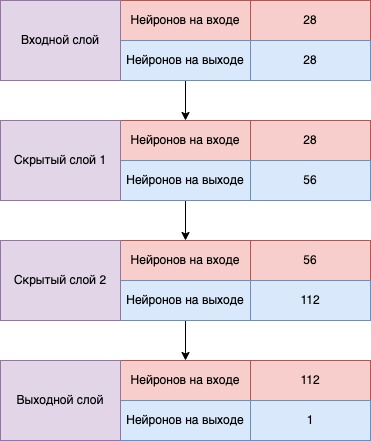 Входной слой
Нейронов на входе 28
Нейронов на выходе 28
Скрытый слой 1
Нейронов на входе 28
Нейронов на выходе 56
Скрытый слой 2
Нейронов на входе 56
Нейронов на выходе 112
Выходной слой
Нейронов на входе 112
Нейронов на выходе 1